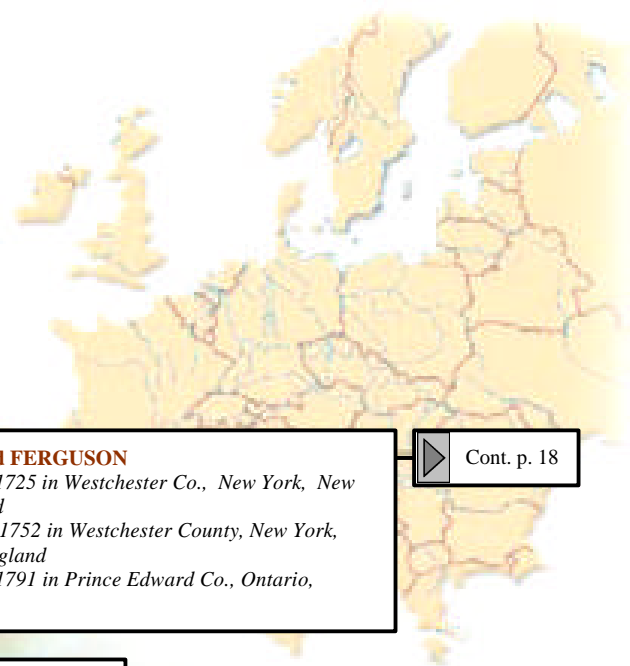 l FERGUSON
1725 in Westchester Co., New York, New
d
1752 in Westchester County, New York,
gland
1791 in Prince Edward Co., Ontario,
Cont. p. 18